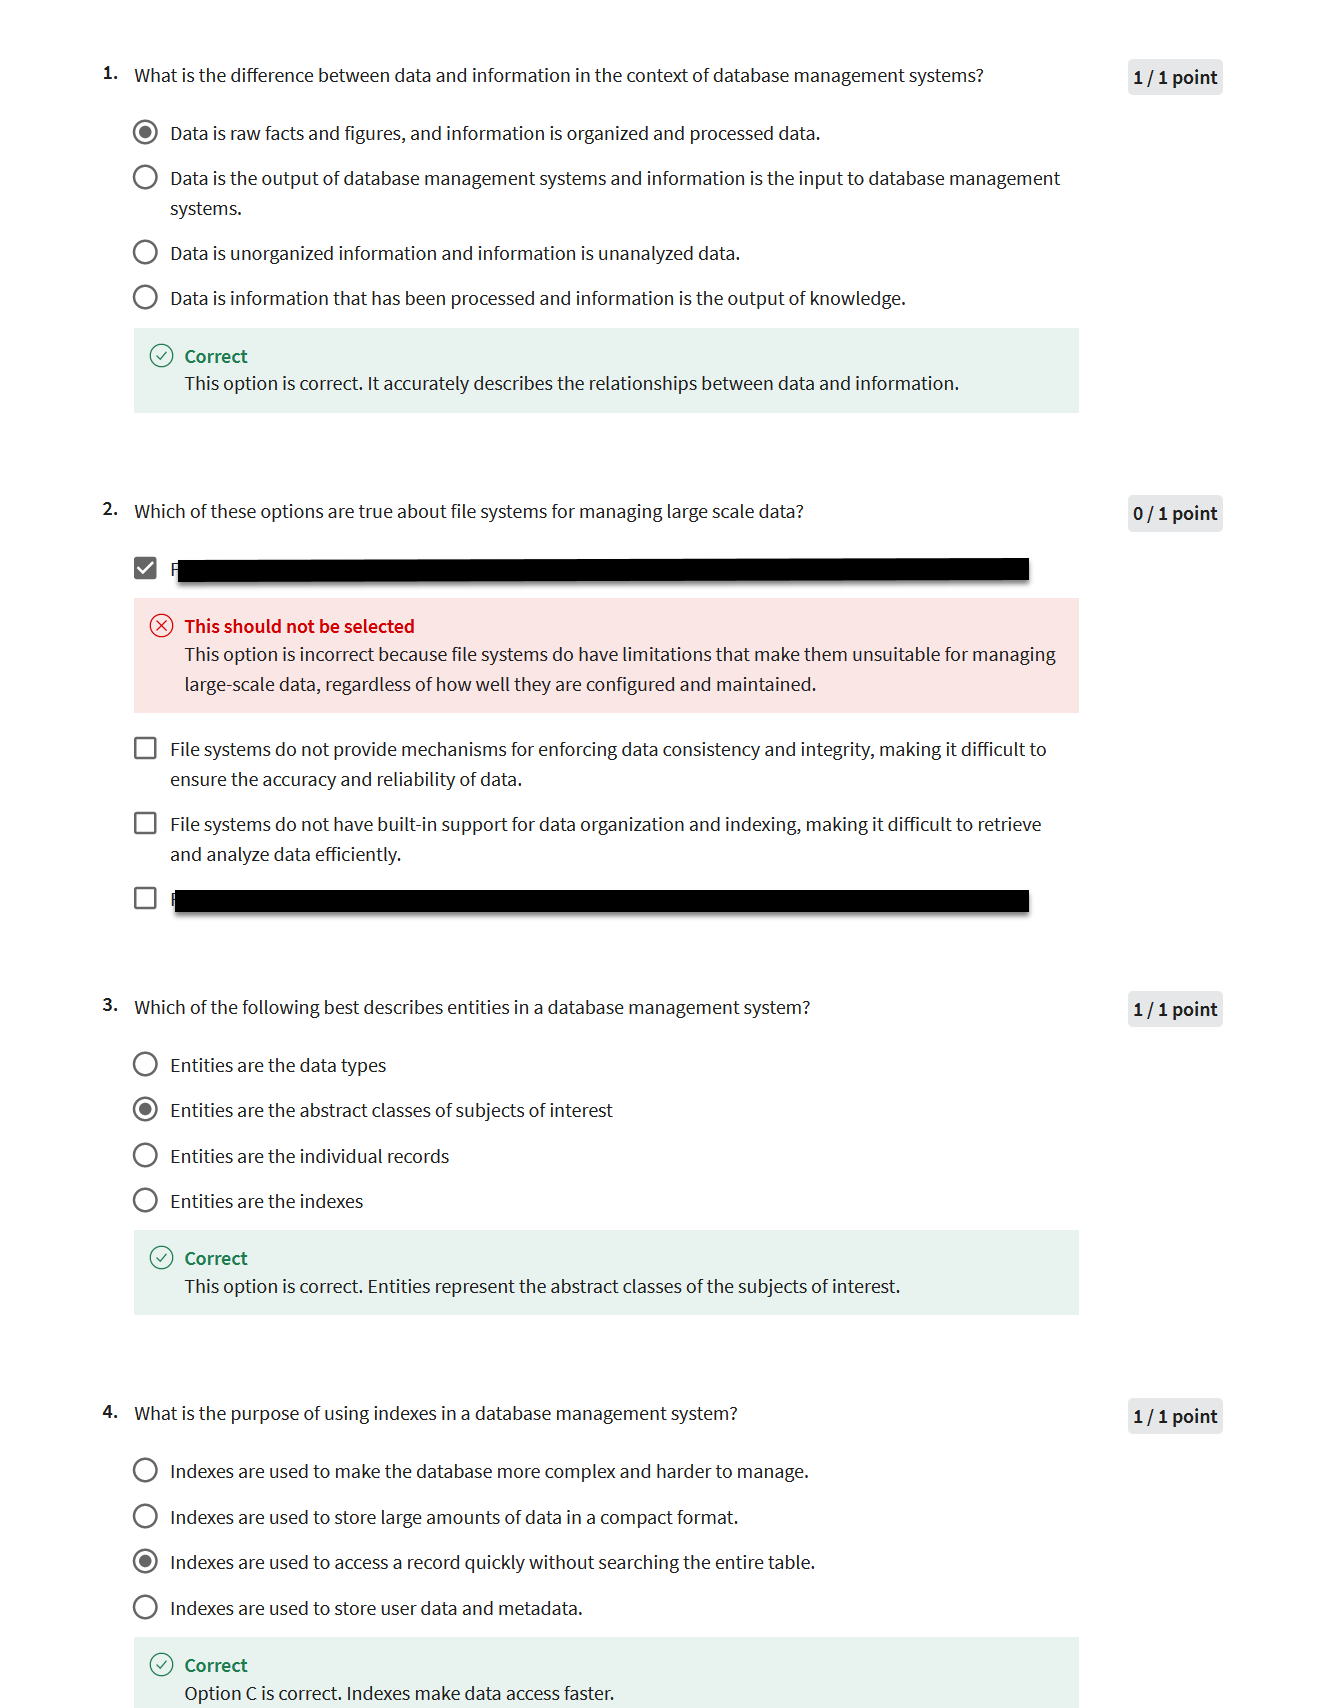 1. What is the difference between data and information in the context of database management systems? 1 / 1 point
Data is raw facts and figures, and information is organized and processed data.
Data is the output of database management systems and information is the input to database management
systems.
Data is unorganized information and information is unanalyzed data.
Data is information that has been processed and information is the output of knowledge.
Correct
This option is correct. It accurately describes the relationships between data and information.
2. Which of these options are true about file systems for managing large scale data? 0 / 1 point
This should not be selected
This option is incorrect because file systems do have limitations that make them unsuitable for managing
large-scale data, regardless of how well they are configured and maintained.
File systems do not provide mechanisms for enforcing data consistency and integrity, making it difficult to
ensure the accuracy and reliability of data.
File systems do not have built-in support for data organization and indexing, making it difficult to retrieve
and analyze data efficiently.
3. Which of the following best describes entities in a database management system? 1 / 1 point
Entities are the data types
Entities are the abstract classes of subjects of interest
Entities are the individual records
Entities are the indexes
Correct
This option is correct. Entities represent the abstract classes of the subjects of interest.
4. What is the purpose of using indexes in a database management system? 1 / 1 point
Indexes are used to make the database more complex and harder to manage.
Indexes are used to store large amounts of data in a compact format.
Indexes are used to access a record quickly without searching the entire table.
Indexes are used to store user data and metadata.
Correct
Option C is correct. Indexes make data access faster.